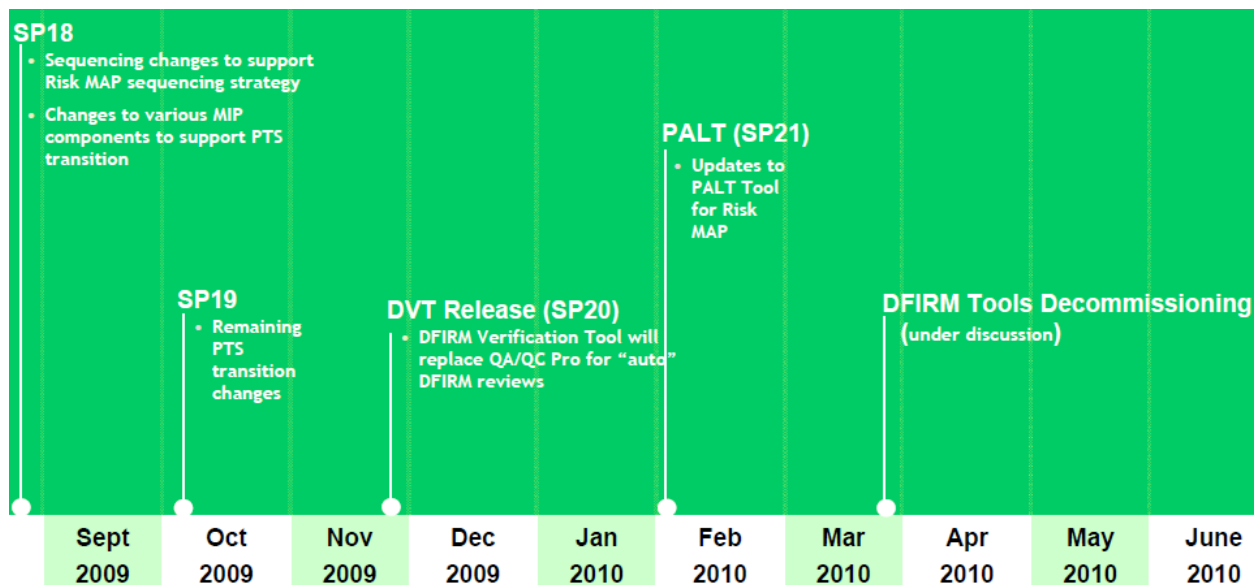 SP18
• Sequencing changes to support
Risk MAP sequencing strategy
• Changes to various MIP
components to support PTS
transition
SP19
• Remaining
PTS
transition
changes
DVT Release (SP20)
• DFIRM Verification Tool will
replace QA/QC Pro for “auto”
DFIRM reviews
PALT (SP21)
• Updates to
PALT Tool
for Risk
MAP
DFIRM Tools Decommissioning
(under discussion)
Sept Oct Nov Dec Jan Feb Mar Apr May June
2009 2009 2009 2009 2010 2010 2010 2010 2010 2010